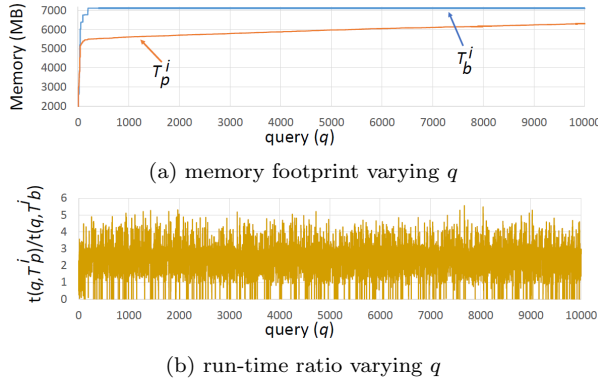 Memory (MB)
7000
6000
5000
4000
3000
2000
T_p^i
T_b^i
0 1000 2000 3000 4000 5000 6000 7000 8000 9000 10000
query (q)
(a) memory footprint varying q
t(q,T_p^i)/t(q,T^i b)
6
5
4
3
2
1
0
0 1000 2000 3000 4000 5000 6000 7000 8000 9000 10000
query (q)
(b) run-time ratio varying q